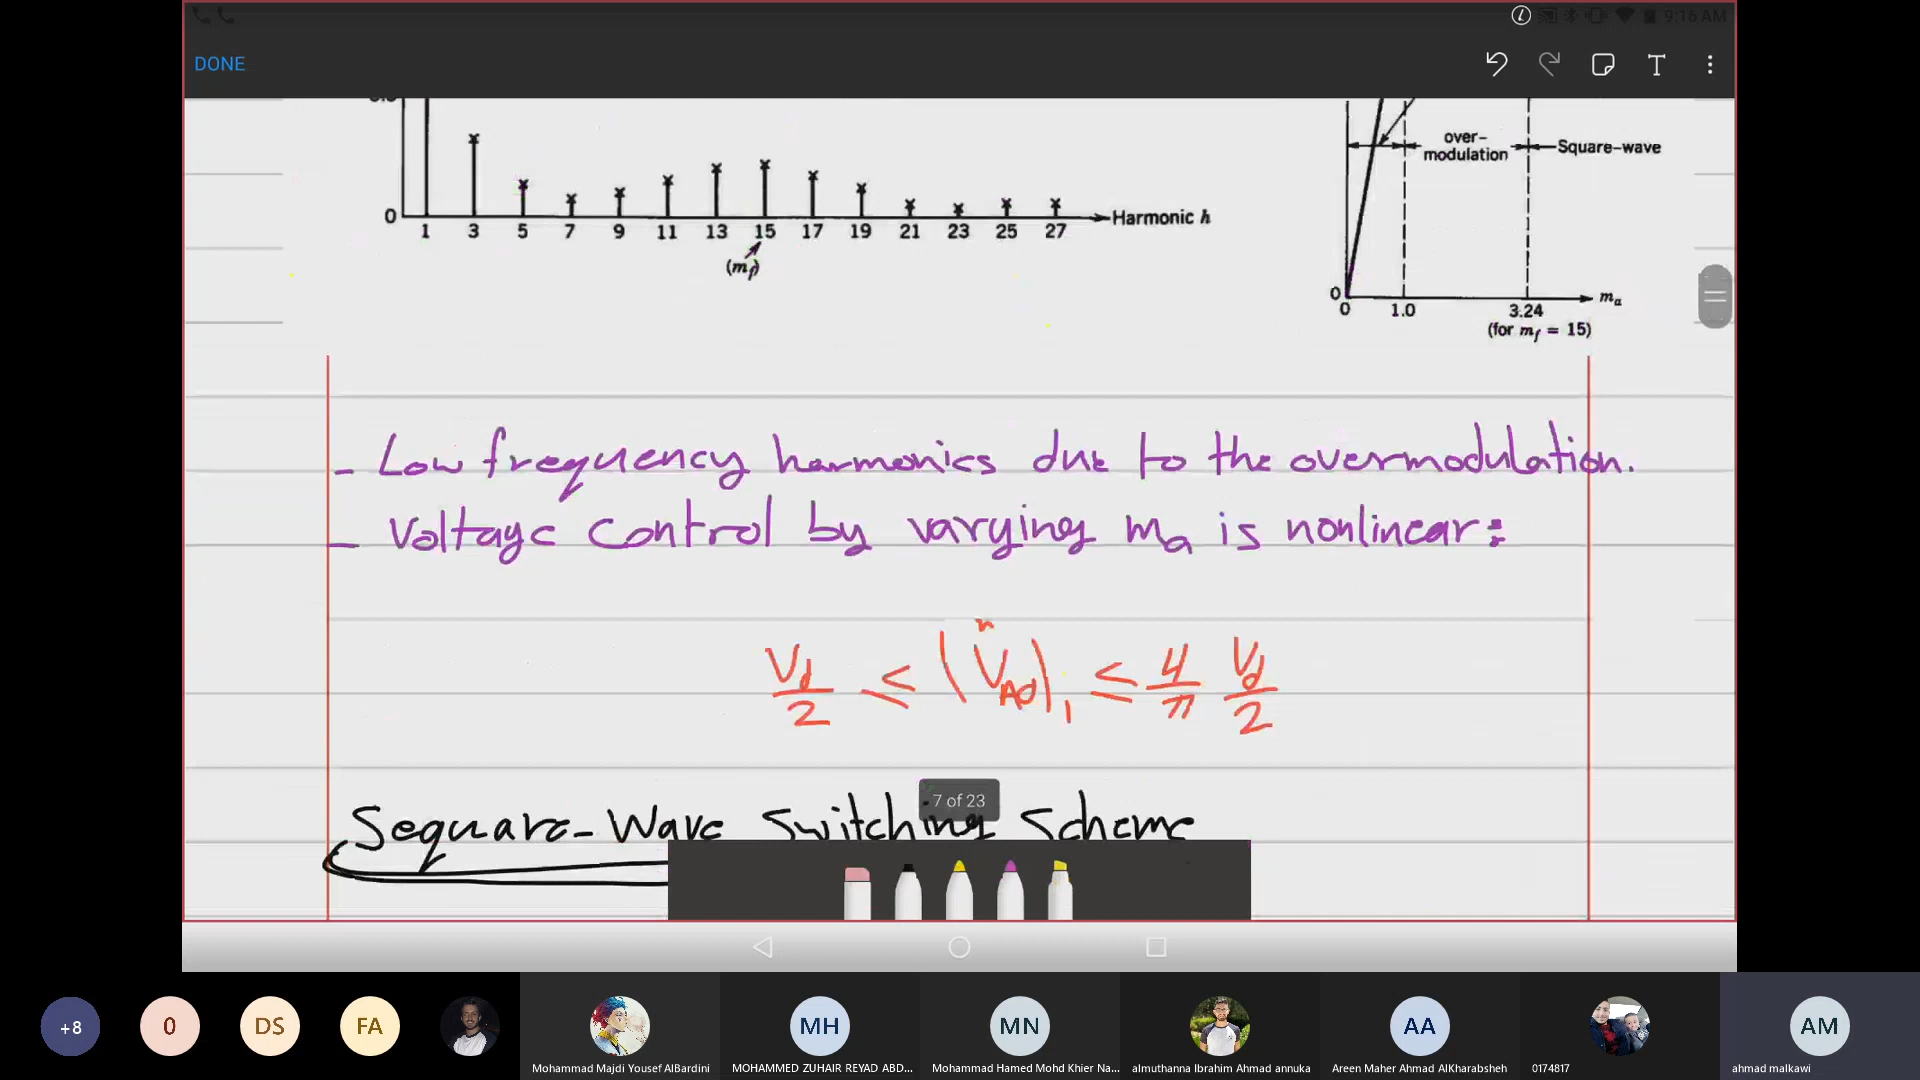 9:16 AM
DONE
0
1 3 5 7 9 11 13 15 17 19 21 23 25 27
Harmonic h
(mf)
over-
modulation
Square-wave
0
0 1.0 3.24
ma
(for mf = 15)
- Low frequency harmonics due to the overmodulation.
- Voltage control by varying ma is nonlinear:
Vd/2 ≤ (V̂Ao)1 ≤ 4/π Vd/2
7 of 23
Sequare-Wave Switching Scheme
+8
0
DS
FA
MH
MN
AA
AM
Mohammad Majdi Yousef AlBardini
MOHAMMED ZUHAIR REYAD ABD...
Mohammad Hamed Mohd Khier Na...
almuthanna Ibrahim Ahmad annuka
Areen Maher Ahmad AlKharabsheh
0174817
ahmad malkawi